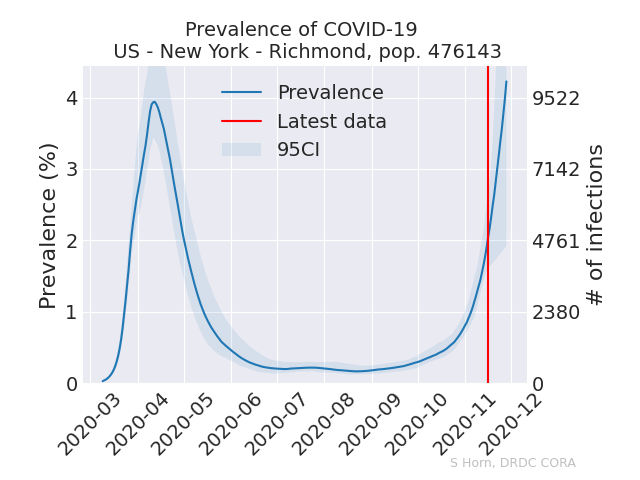 Prevalence of COVID-19
US - New York - Richmond, pop. 476143
Prevalence
Latest data
95CI
Prevalence (%)
4
3
2
1
0
9522
7142
4761
2380
0
# of infections
2020-03
2020-04
2020-05
2020-06
2020-07
2020-08
2020-09
2020-10
2020-11
2020-12
S Horn, DRDC CORA